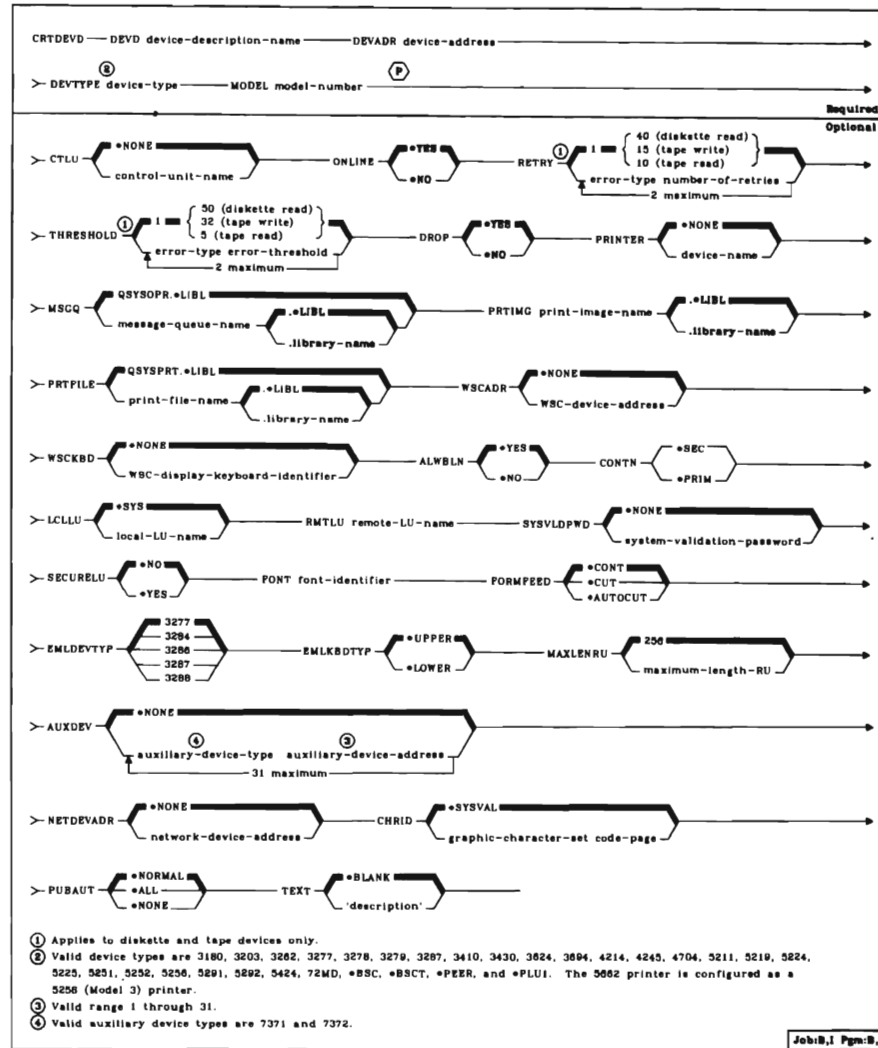 CRTDEVD DEVD device-description-name DEVADR device-address
2 P
DEVTYPE device-type MODEL model-number
Required
Optional
*NONE *YES 1 1 40 (diskette read)
15 (tape write)
10 (tape read)
CTLU ONLINE RETRY
control-unit-name *NO error-type number-of-retries
2 maximum
1 1 50 (diskette read)
32 (tape write)
5 (tape read)
*YES *NONE
THRESHOLD DROP PRINTER
error-type error-threshold *NO device-name
2 maximum
QSYSOPR.*LIBL
MSGQ PRTIMG print-image-name .*LIBL
message-queue-name .*LIBL .library-name
.library-name
QSYSPRT.*LIBL *NONE
PRTFILE WSCADR
print-file-name .*LIBL WSC-device-address
.library-name
*NONE *YES *SEC
WSCKBD ALWBLN CONTN
WSC-display-keyboard-identifier *NO *PRIM
*SYS *NONE
LCLLU RMTLU remote-LU-name SYSVLDPWD
local-LU-name system-validation-password
*NO *CONT
SECURELU FONT font-identifier FORMFEED *CUT
*YES *AUTOCUT
3277
3284
3286
3287
3288
*UPPER 256
EMLDEVTYP EMLKBDTYP MAXLENRU
*LOWER maximum-length-RU
*NONE
AUXDEV
4 3
auxiliary-device-type auxiliary-device-address
31 maximum
*NONE *SYSVAL
NETDEVADR CHRID
network-device-address graphic-character-set code-page
*NORMAL *BLANK
PUBAUT *ALL TEXT
*NONE 'description'
1 Applies to diskette and tape devices only.
2 Valid device types are 3180, 3203, 3262, 3277, 3278, 3279, 3287, 3410, 3430, 3624, 3694, 4214, 4245, 4704, 5211, 5219, 5224,
5225, 5251, 5252, 5256, 5291, 5292, 5424, 72MD, *BSC, *BSCT, *PEER, and *PLU1. The 5662 printer is configured as a
5256 (Model 3) printer.
3 Valid range 1 through 31.
4 Valid auxiliary device types are 7371 and 7372.
Job:B,I Pgm:B,